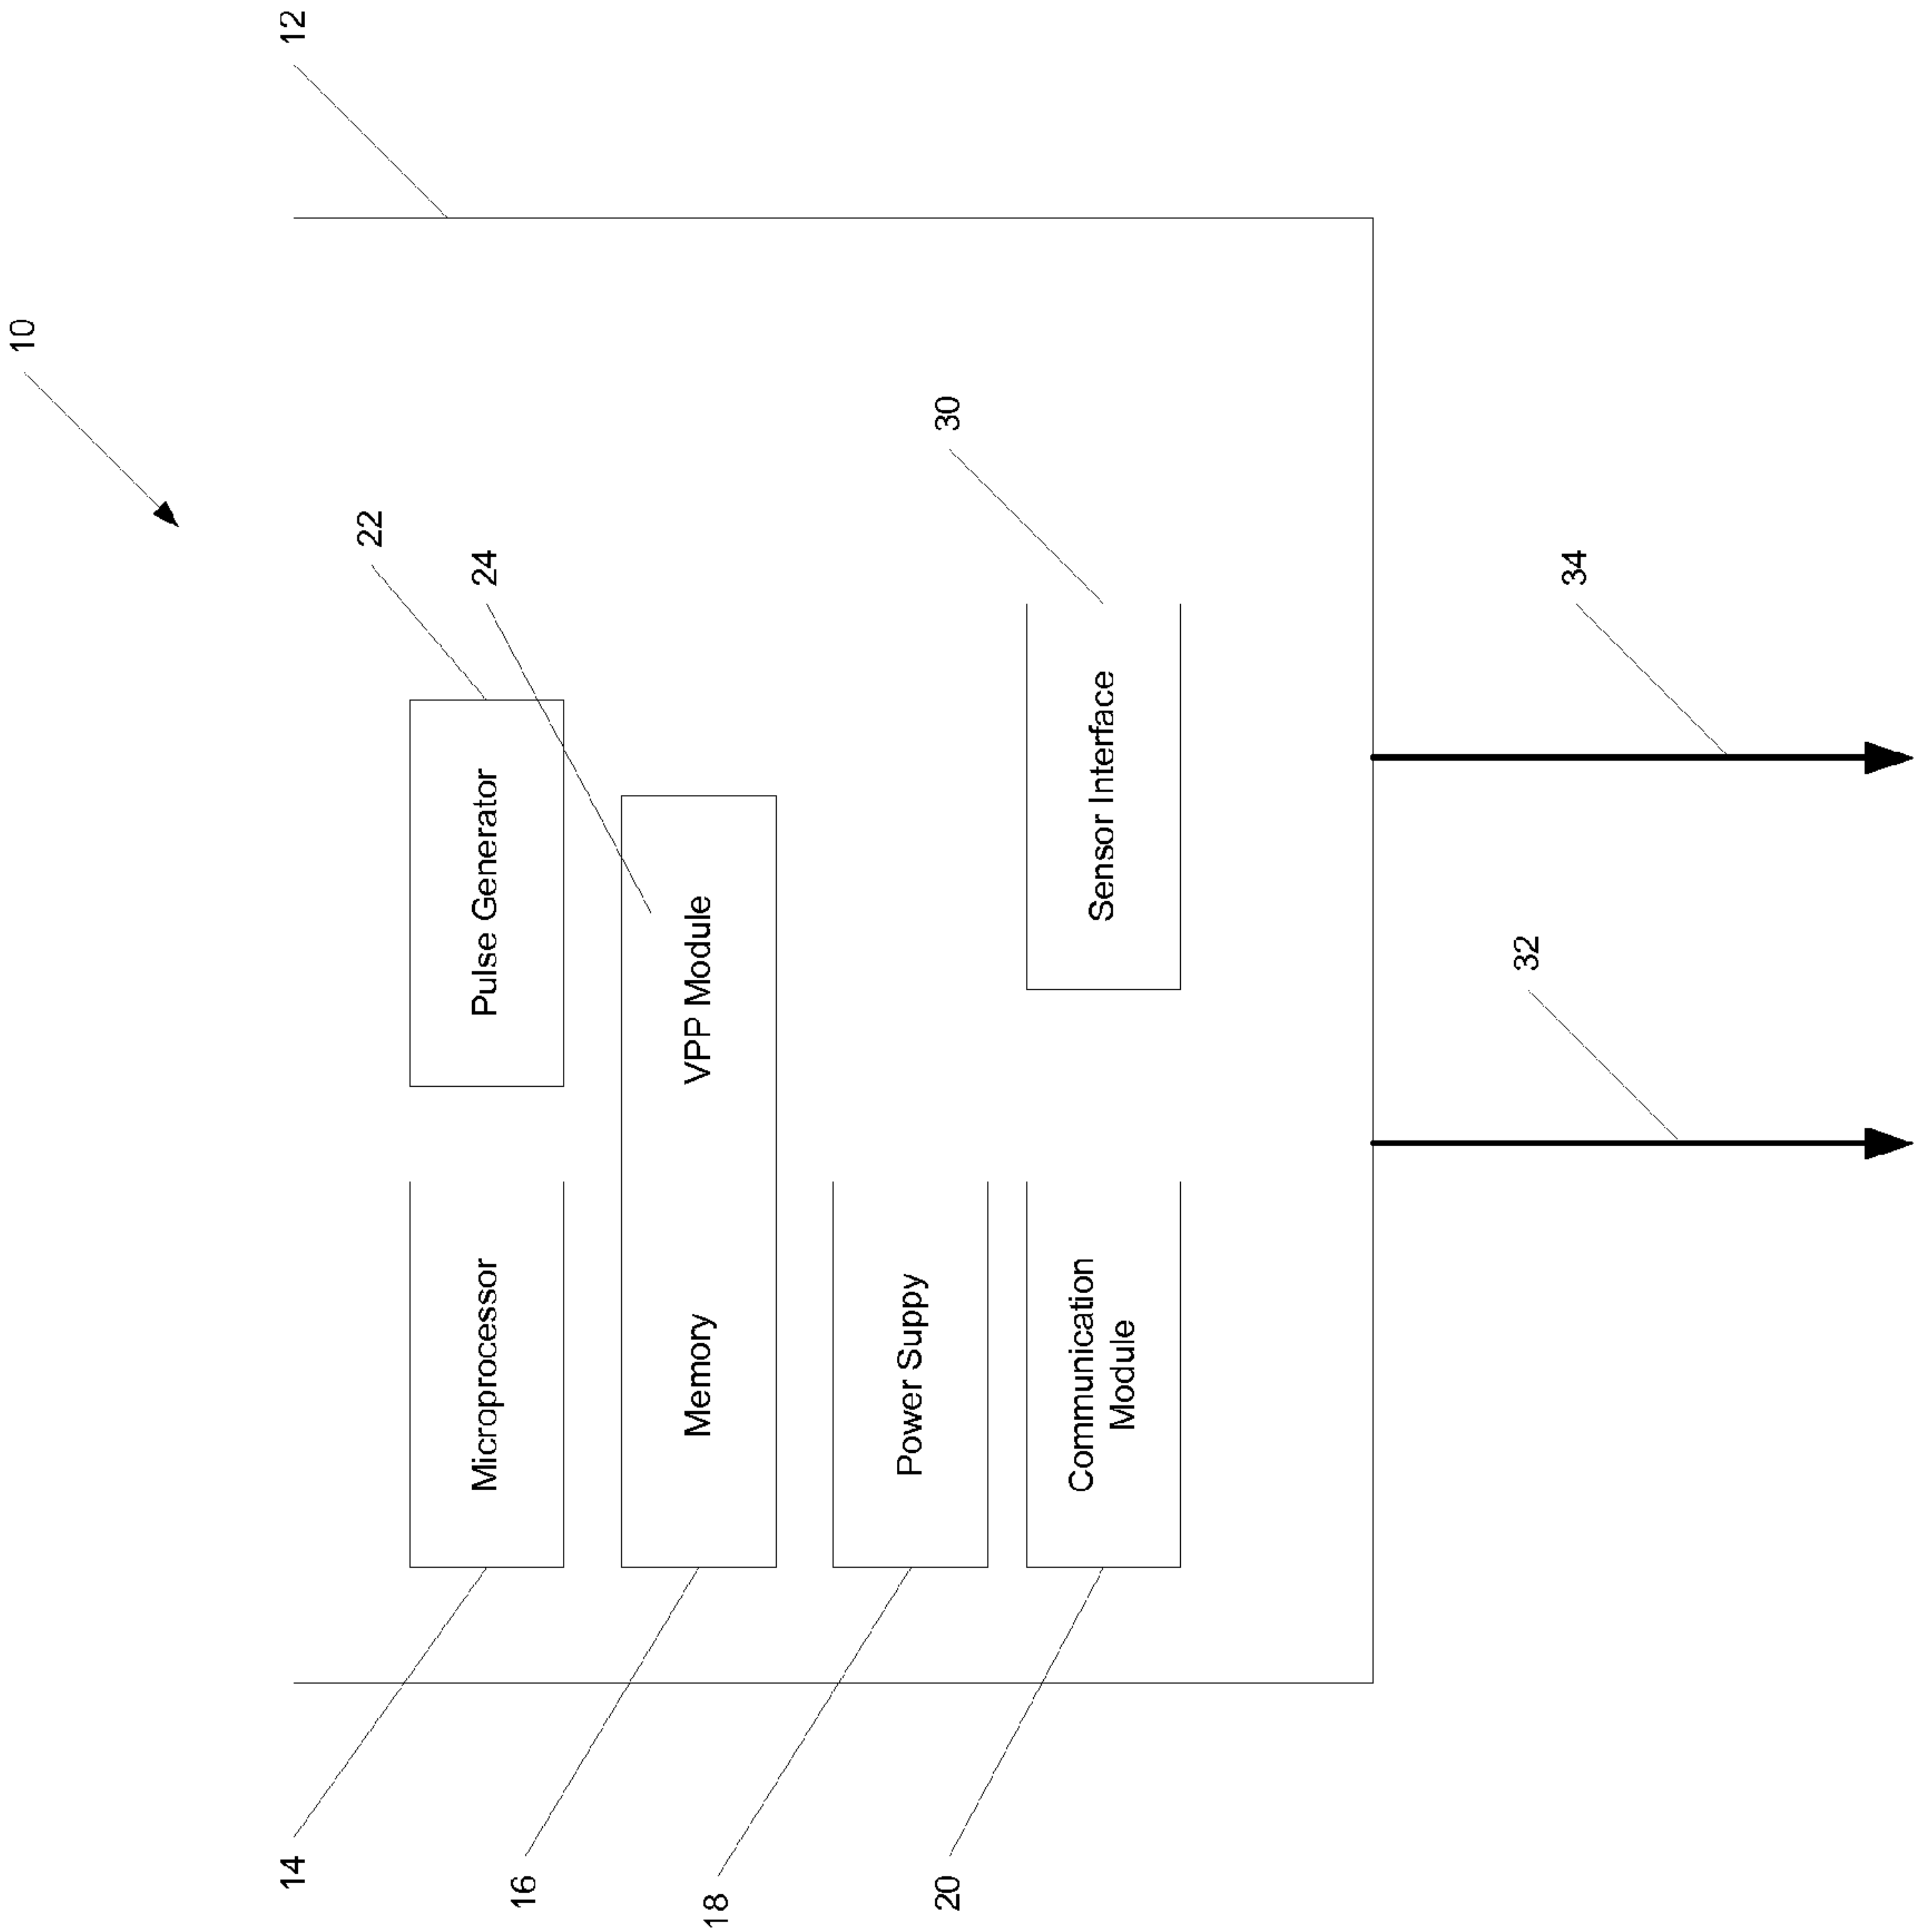 10
14
12
22
Microprocessor
Pulse Generator
24
16
Memory
VPP Module
18
Power Suppy
20
30
Communication
Module
Sensor Interface
32
34